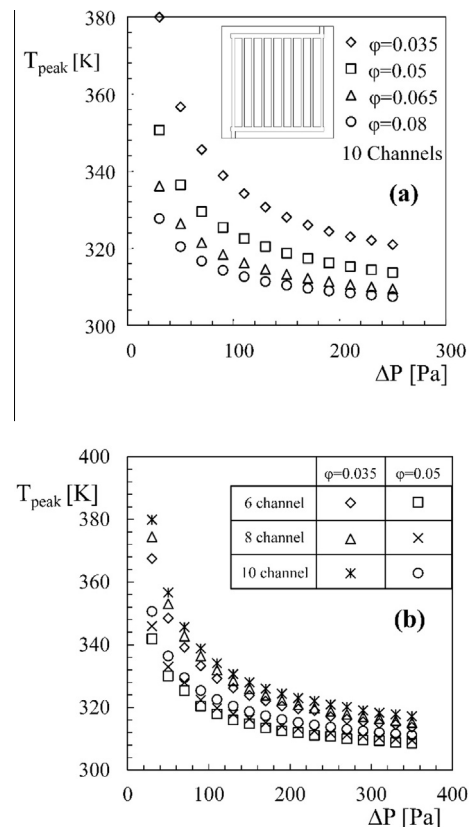 380
T_peak [K]
360
340
320
300
φ=0.035
φ=0.05
φ=0.065
φ=0.08
10 Channels
(a)
0 100 200 300
ΔP [Pa]
400
T_peak [K]
380
360
340
320
300
φ=0.035 φ=0.05
6 channel
8 channel
10 channel
(b)
0 100 200 300 400
ΔP [Pa]